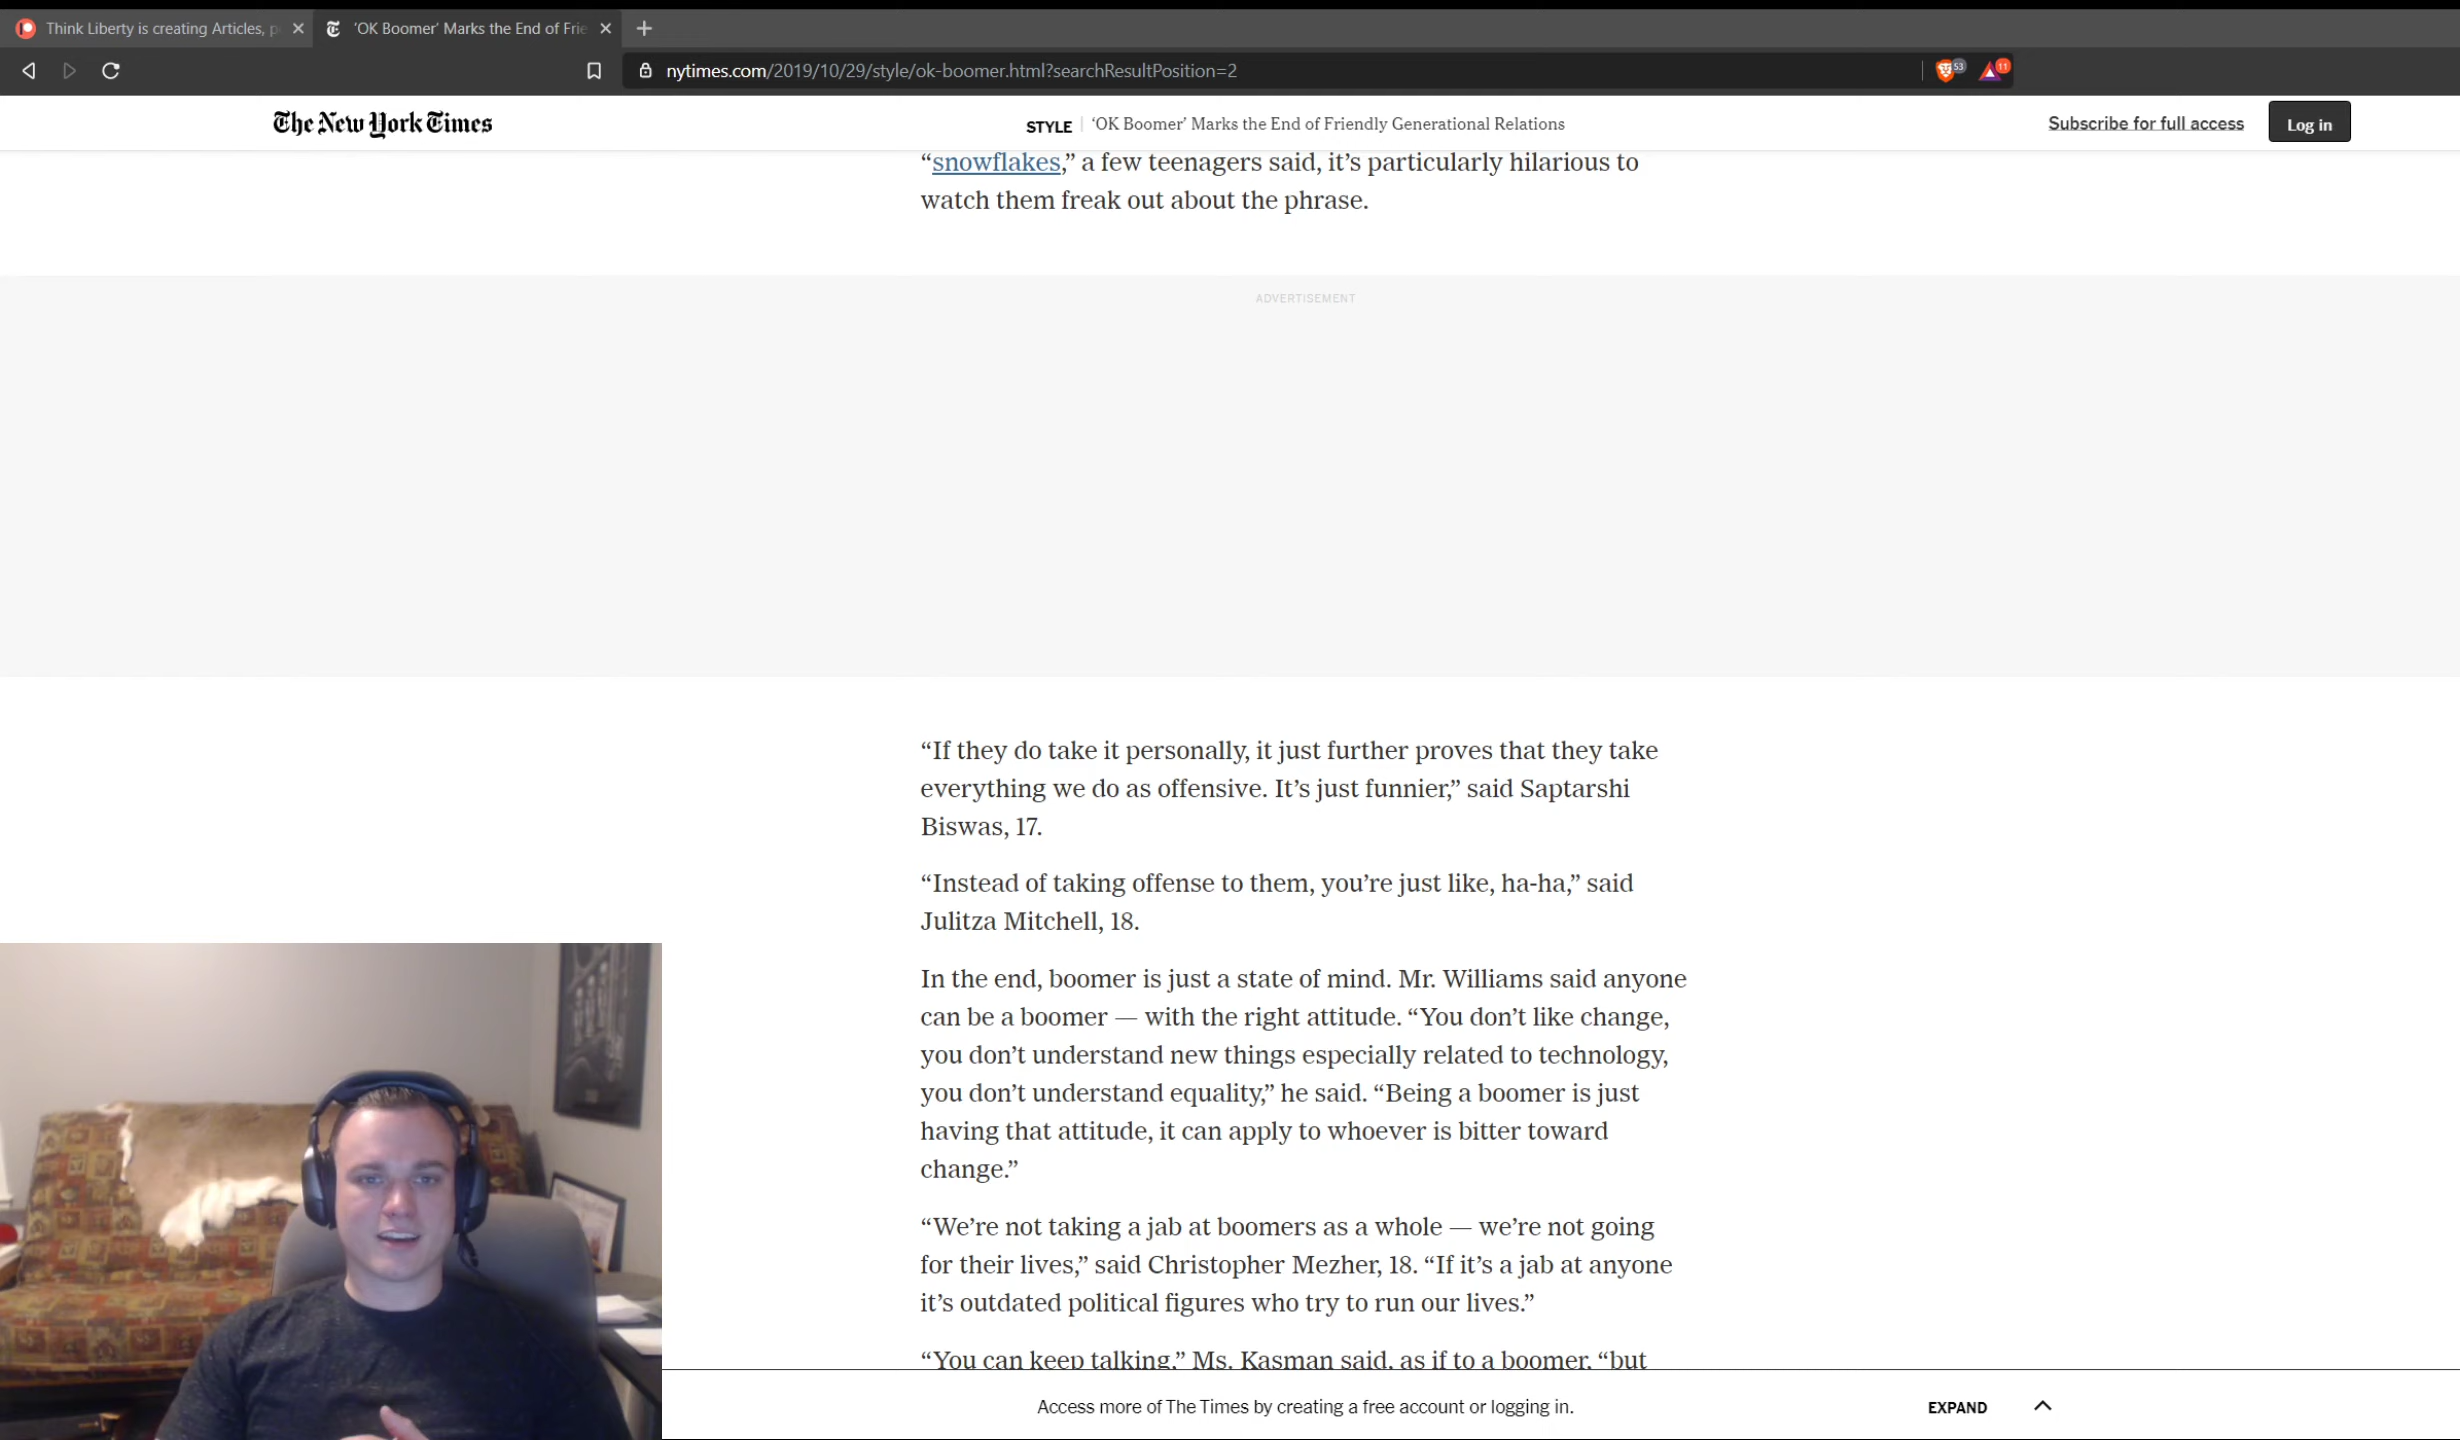 Think Liberty is creating Articles, p
'OK Boomer' Marks the End of Frie
nytimes.com/2019/10/29/style/ok-boomer.html?searchResultPosition=2
53
11
The New York Times
STYLE
'OK Boomer' Marks the End of Friendly Generational Relations
Subscribe for full access
Log in
“snowflakes,” a few teenagers said, it’s particularly hilarious to
watch them freak out about the phrase.
ADVERTISEMENT
“If they do take it personally, it just further proves that they take
everything we do as offensive. It’s just funnier,” said Saptarshi
Biswas, 17.
“Instead of taking offense to them, you’re just like, ha-ha,” said
Julitza Mitchell, 18.
In the end, boomer is just a state of mind. Mr. Williams said anyone
can be a boomer — with the right attitude. “You don’t like change,
you don’t understand new things especially related to technology,
you don’t understand equality,” he said. “Being a boomer is just
having that attitude, it can apply to whoever is bitter toward
change.”
“We’re not taking a jab at boomers as a whole — we’re not going
for their lives,” said Christopher Mezher, 18. “If it’s a jab at anyone
it’s outdated political figures who try to run our lives.”
“You can keep talking,” Ms. Kasman said, as if to a boomer, “but
Access more of The Times by creating a free account or logging in.
EXPAND